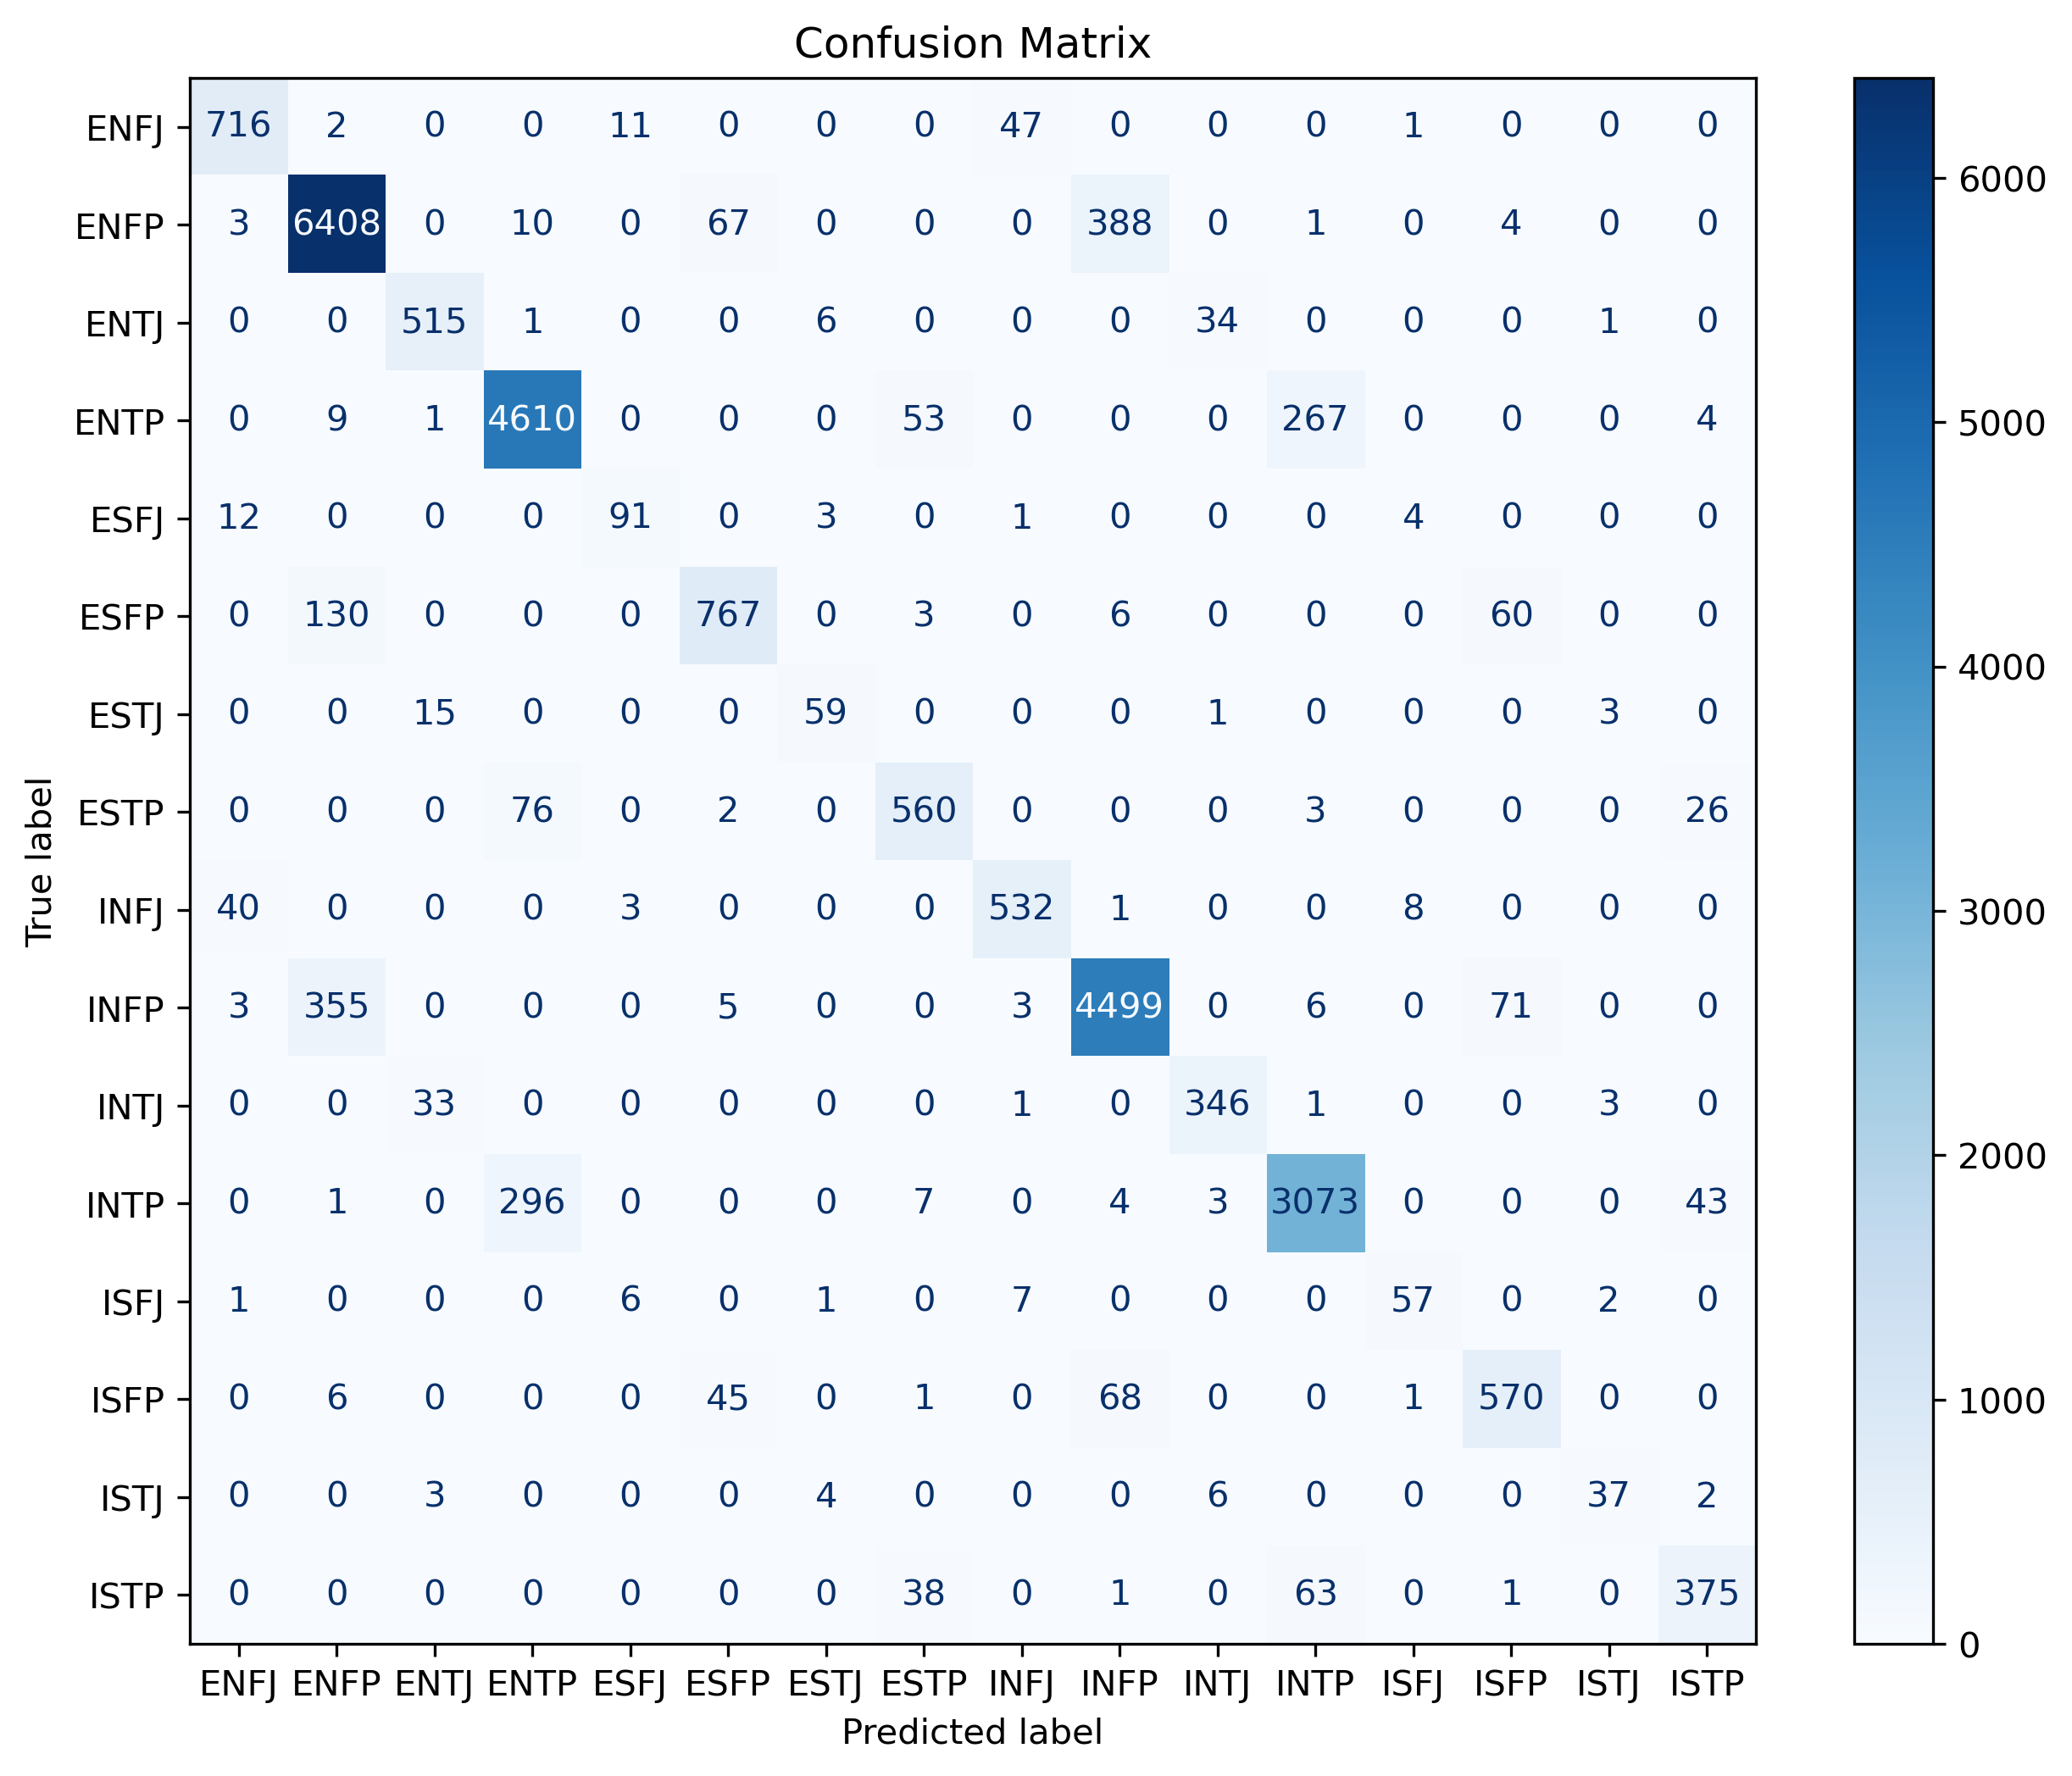 Confusion Matrix
ENFJ 716 2 0 0 11 0 0 0 47 0 0 0 1 0 0 0
ENFP 3 6408 0 10 0 67 0 0 0 388 0 1 0 4 0 0
ENTJ 0 0 515 1 0 0 6 0 0 0 34 0 0 0 1 0
ENTP 0 9 1 4610 0 0 0 53 0 0 0 267 0 0 0 4
ESFJ 12 0 0 0 91 0 3 0 1 0 0 0 4 0 0 0
ESFP 0 130 0 0 0 767 0 3 0 6 0 0 0 60 0 0
ESTJ 0 0 15 0 0 2 59 0 0 0 1 0 0 0 3 0
ESTP 0 0 0 76 0 2 0 560 0 0 0 3 0 0 0 26
INFJ 40 0 0 0 3 0 0 0 532 1 0 0 8 0 0 0
INFP 3 355 0 0 0 5 0 0 3 4499 0 6 0 71 0 0
INTJ 0 0 33 0 0 0 0 0 1 0 346 1 0 0 3 0
INTP 0 1 0 296 0 0 0 7 0 4 3 3073 0 0 0 43
ISFJ 1 0 0 0 6 0 1 0 7 0 0 0 57 0 2 0
ISFP 0 6 0 0 0 45 0 1 0 68 0 0 1 570 0 0
ISTJ 0 0 3 0 0 0 4 0 0 0 6 0 0 0 37 2
ISTP 0 0 0 0 0 0 0 38 0 1 0 63 0 1 0 375
ENFJ ENFP ENTJ ENTP ESFJ ESFP ESTJ ESTP INFJ INFP INTJ INTP ISFJ ISFP ISTJ ISTP
Predicted label
True label
6000
5000
4000
3000
2000
1000
0